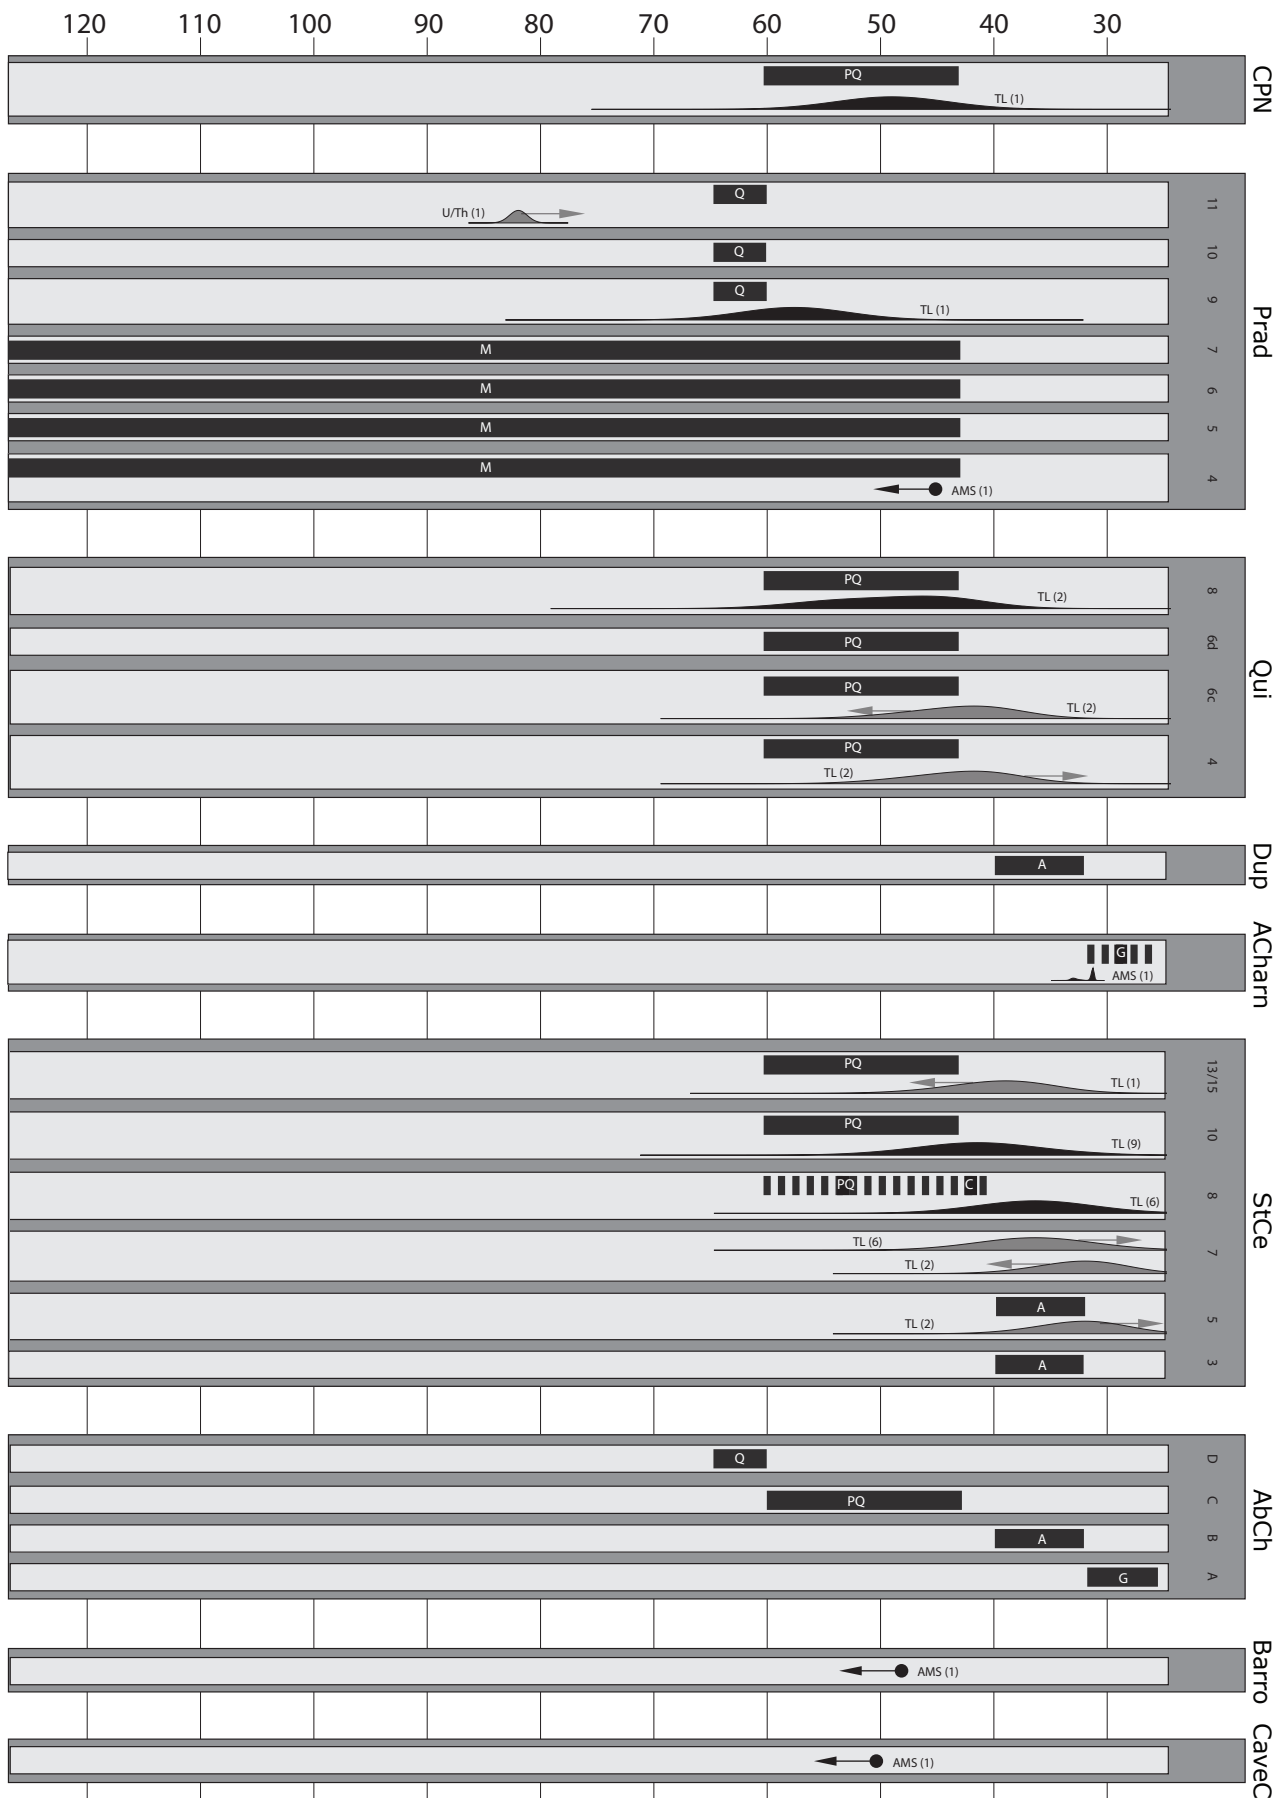 120 110 100 90 80 70 60 50 40 30
CPN
PQ
TL (1)
Prad
11
Q
U/Th (1)
10
Q
9
Q
TL (1)
7
M
6
M
5
M
4
M
AMS (1)
Qui
8
PQ
TL (2)
6d
PQ
6c
PQ
TL (2)
4
PQ
TL (2)
Dup
A
ACharn
G
AMS (1)
StCe
13/15
PQ
TL (1)
10
PQ
TL (9)
8
PQ C
TL (6)
7
TL (6)
TL (2)
5
A
TL (2)
3
A
AbCh
D
Q
C
PQ
B
A
A
G
Barro
AMS (1)
CaveC
AMS (1)